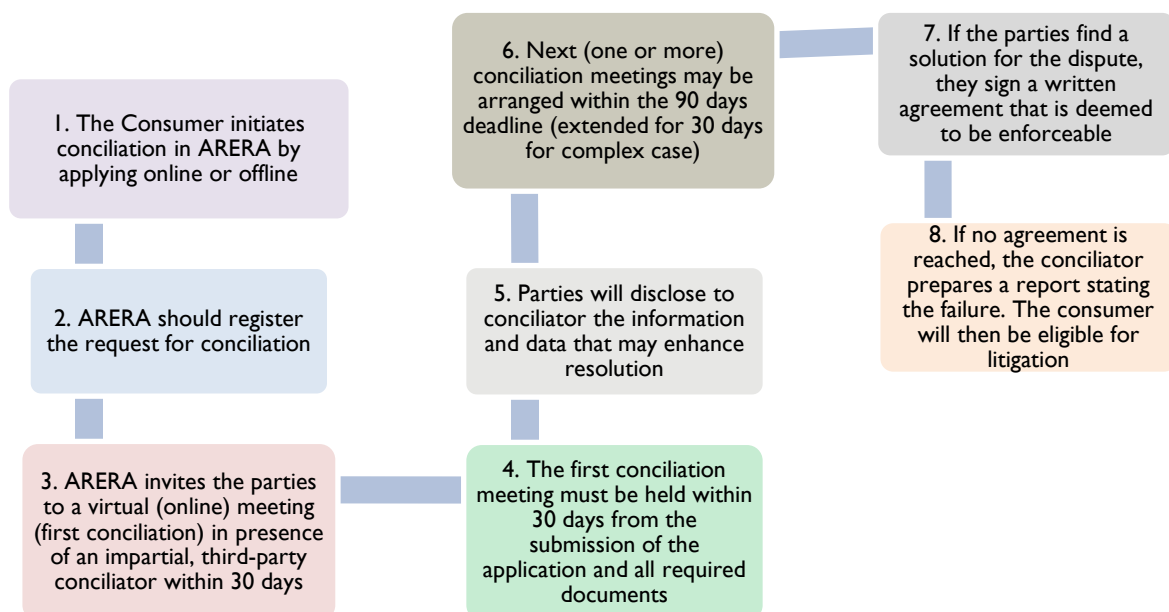 1. The Consumer initiates
conciliation in ARERA by
applying online or offline
2. ARERA should register
the request for conciliation
3. ARERA invites the parties
to a virtual (online) meeting
(first conciliation) in presence
of an impartial, third-party
conciliator within 30 days
4. The first conciliation
meeting must be held within
30 days from the
submission of the
application and all required
documents
5. Parties will disclose to
conciliator the information
and data that may enhance
resolution
6. Next (one or more)
conciliation meetings may be
arranged within the 90 days
deadline (extended for 30 days
for complex case)
7. If the parties find a
solution for the dispute,
they sign a written
agreement that is deemed
to be enforceable
8. If no agreement is
reached, the conciliator
prepares a report stating
the failure. The consumer
will then be eligible for
litigation